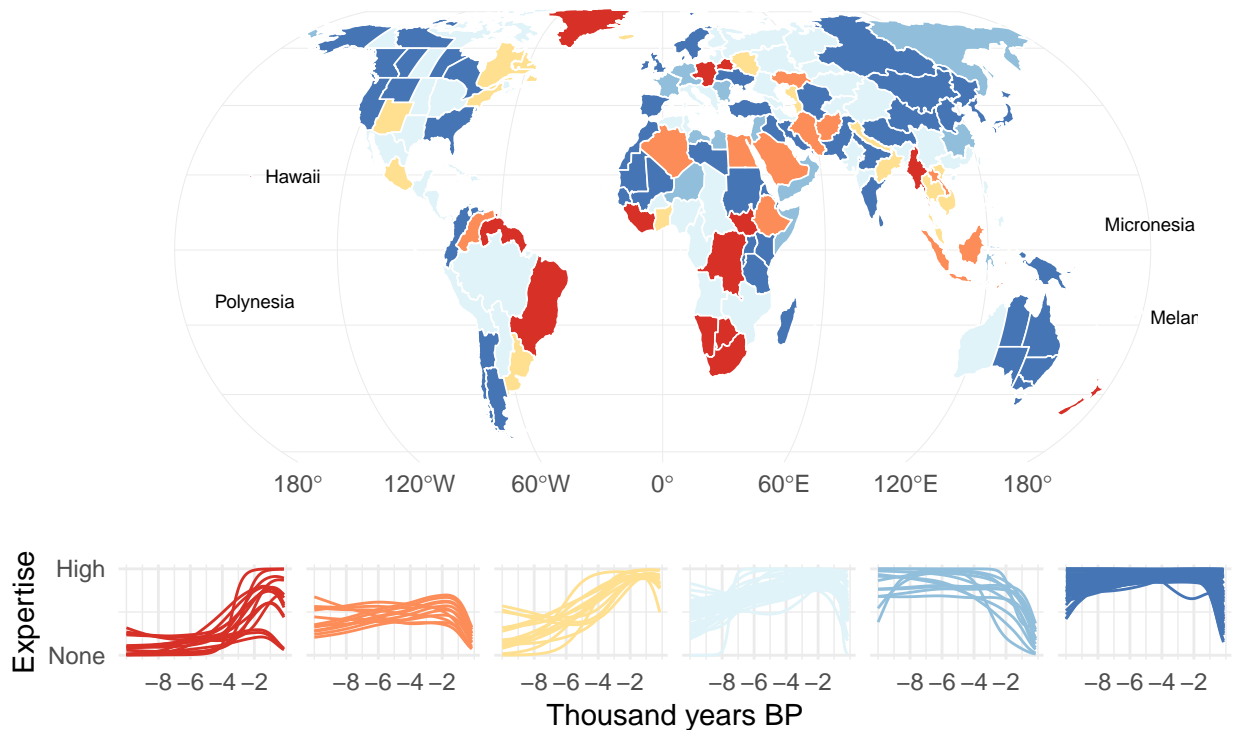 Hawaii
Micronesia
Polynesia
Melar
180° 120°W 60°W 0° 60°E 120°E 180°
Expertise
High
None
−8 −6 −4 −2 −8 −6 −4 −2 −8 −6 −4 −2 −8 −6 −4 −2 −8 −6 −4 −2 −8 −6 −4 −2
Thousand years BP